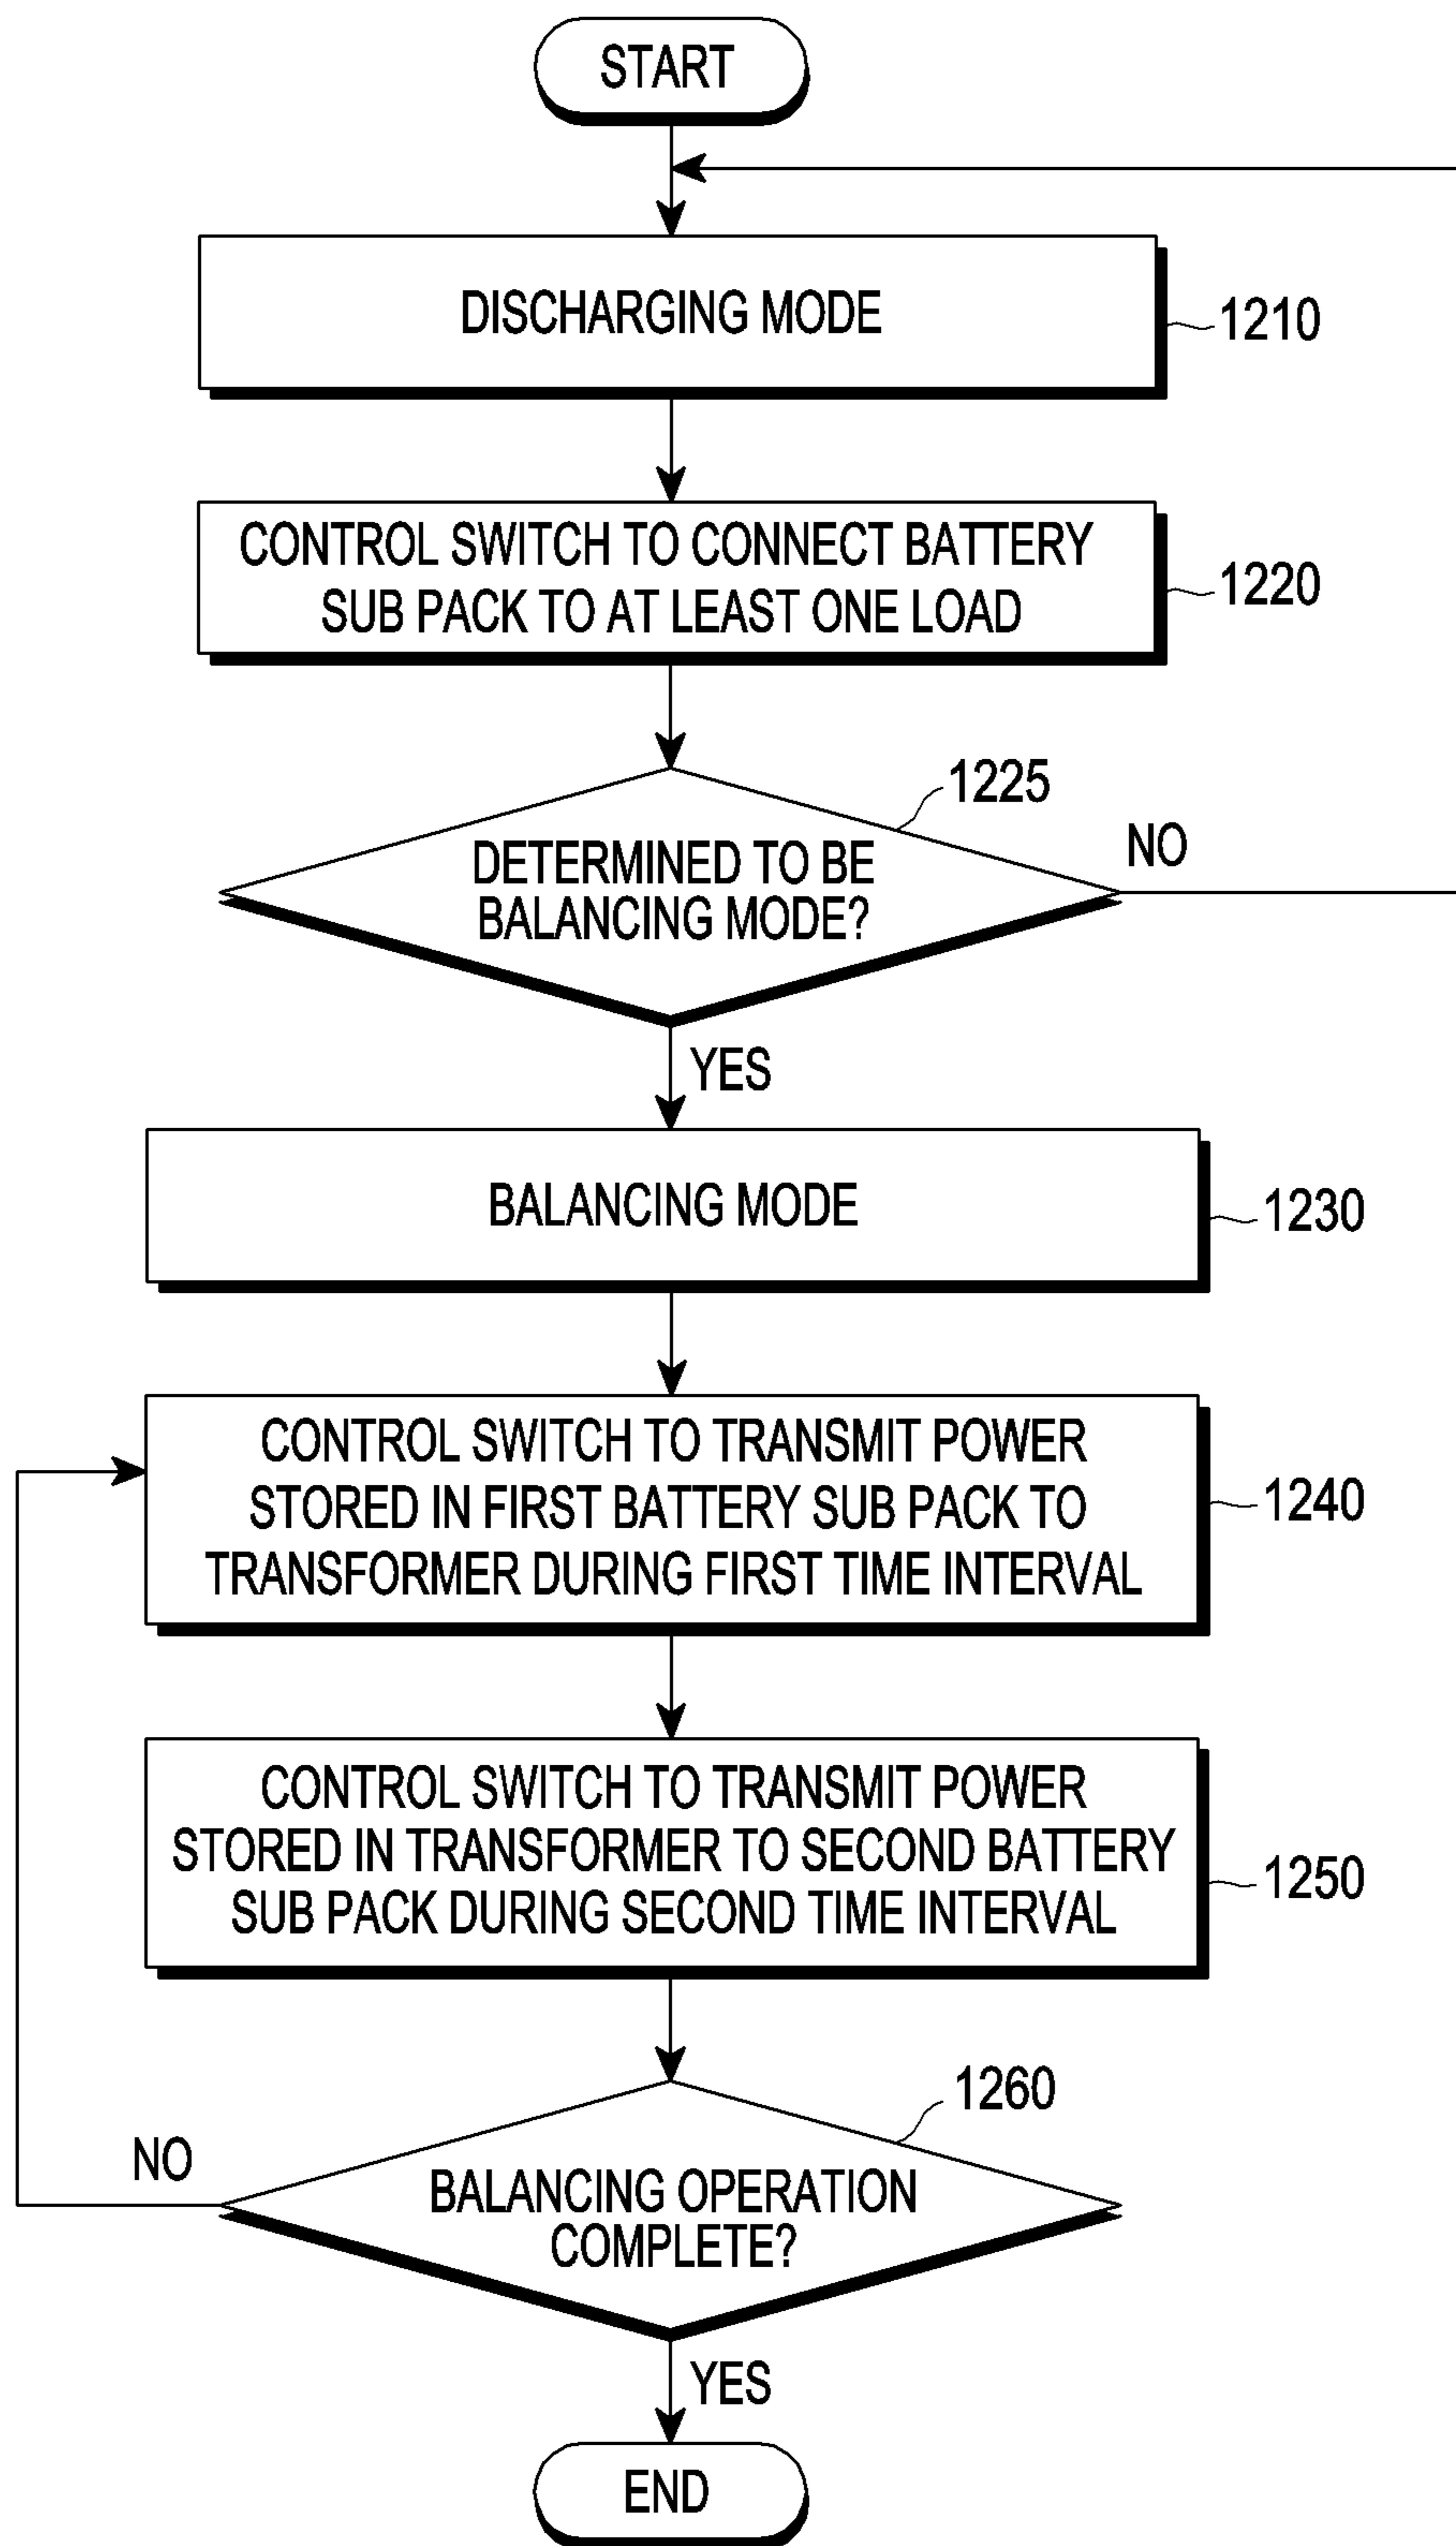 START
DISCHARGING MODE
1210
CONTROL SWITCH TO CONNECT BATTERY
SUB PACK TO AT LEAST ONE LOAD
1220
1225
DETERMINED TO BE
BALANCING MODE?
NO
YES
BALANCING MODE
1230
CONTROL SWITCH TO TRANSMIT POWER
STORED IN FIRST BATTERY SUB PACK TO
TRANSFORMER DURING FIRST TIME INTERVAL
1240
CONTROL SWITCH TO TRANSMIT POWER
STORED IN TRANSFORMER TO SECOND BATTERY
SUB PACK DURING SECOND TIME INTERVAL
1250
1260
NO
BALANCING OPERATION
COMPLETE?
YES
END